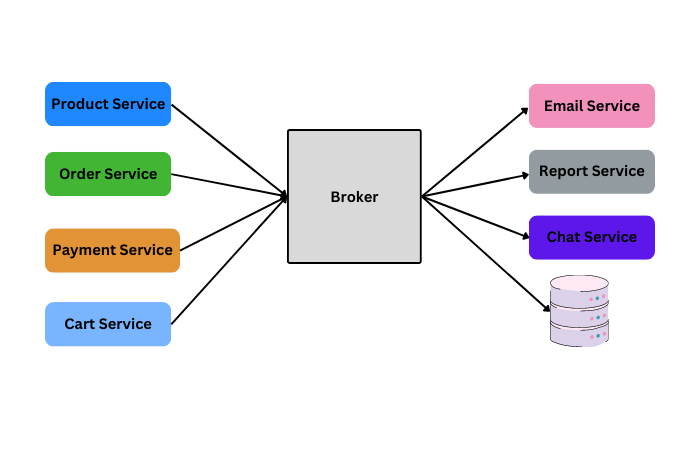 Product Service
Order Service
Payment Service
Cart Service
Broker
Email Service
Report Service
Chat Service